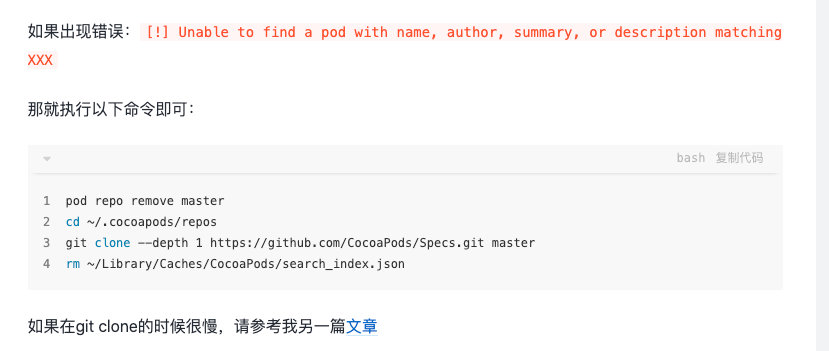 如果出现错误：[!] Unable to find a pod with name, author, summary, or description matching
XXX
那就执行以下命令即可：
bash 复制代码
1 pod repo remove master
2 cd ~/.cocoapods/repos
3 git clone --depth 1 https://github.com/CocoaPods/Specs.git master
4 rm ~/Library/Caches/CocoaPods/search_index.json
如果在git clone的时候很慢，请参考我另一篇文章